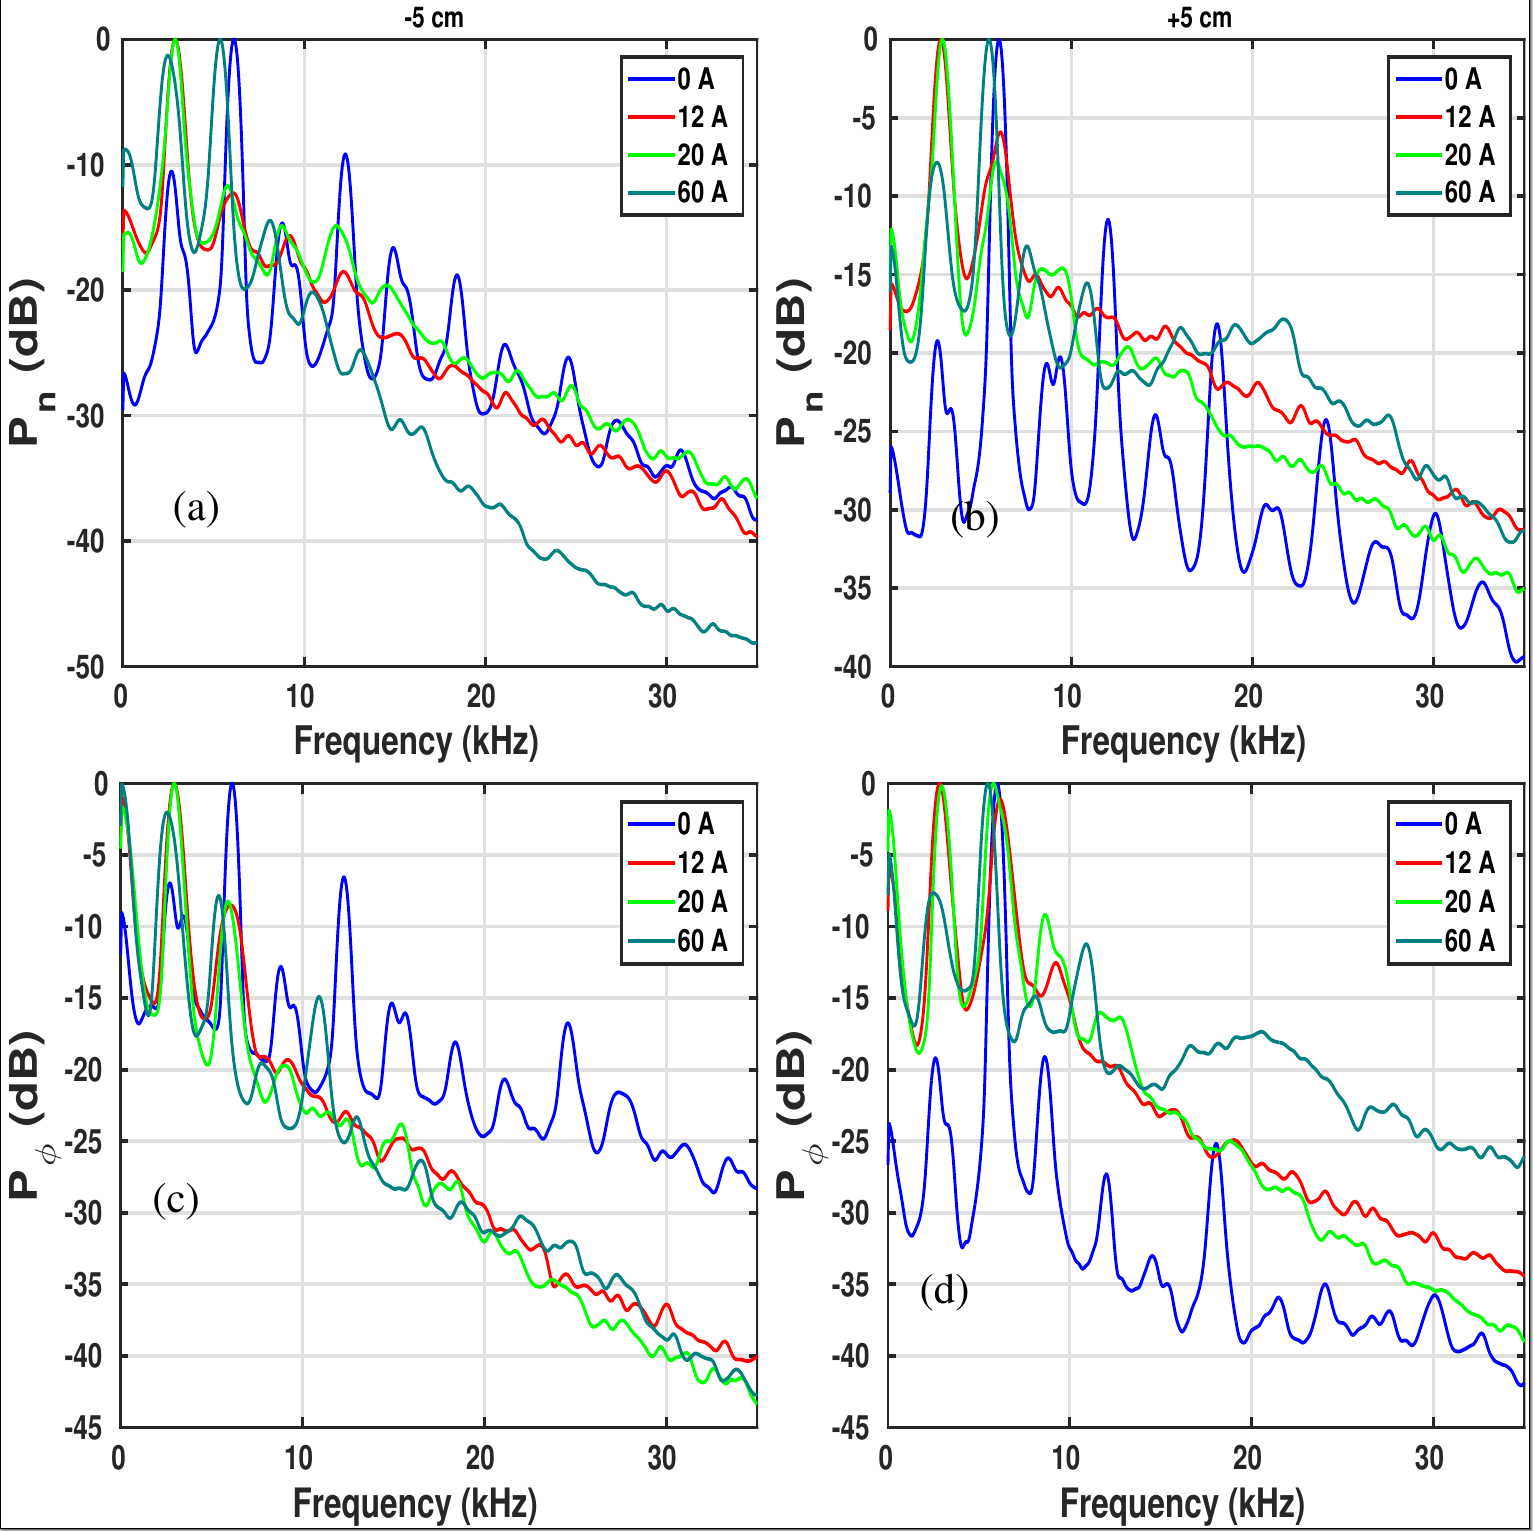 -5 cm
+5 cm
0
-10
-20
-30
-40
-50
P n (dB)
0 A
12 A
20 A
60 A
(a)
0 10 20 30
Frequency (kHz)
0
-5
-10
-15
-20
-25
-30
-35
-40
P n (dB)
0 A
12 A
20 A
60 A
(b)
0 10 20 30
Frequency (kHz)
0
-5
-10
-15
-20
-25
-30
-35
-40
-45
P ϕ (dB)
0 A
12 A
20 A
60 A
(c)
0 10 20 30
Frequency (kHz)
0
-5
-10
-15
-20
-25
-30
-35
-40
-45
P ϕ (dB)
0 A
12 A
20 A
60 A
(d)
0 10 20 30
Frequency (kHz)